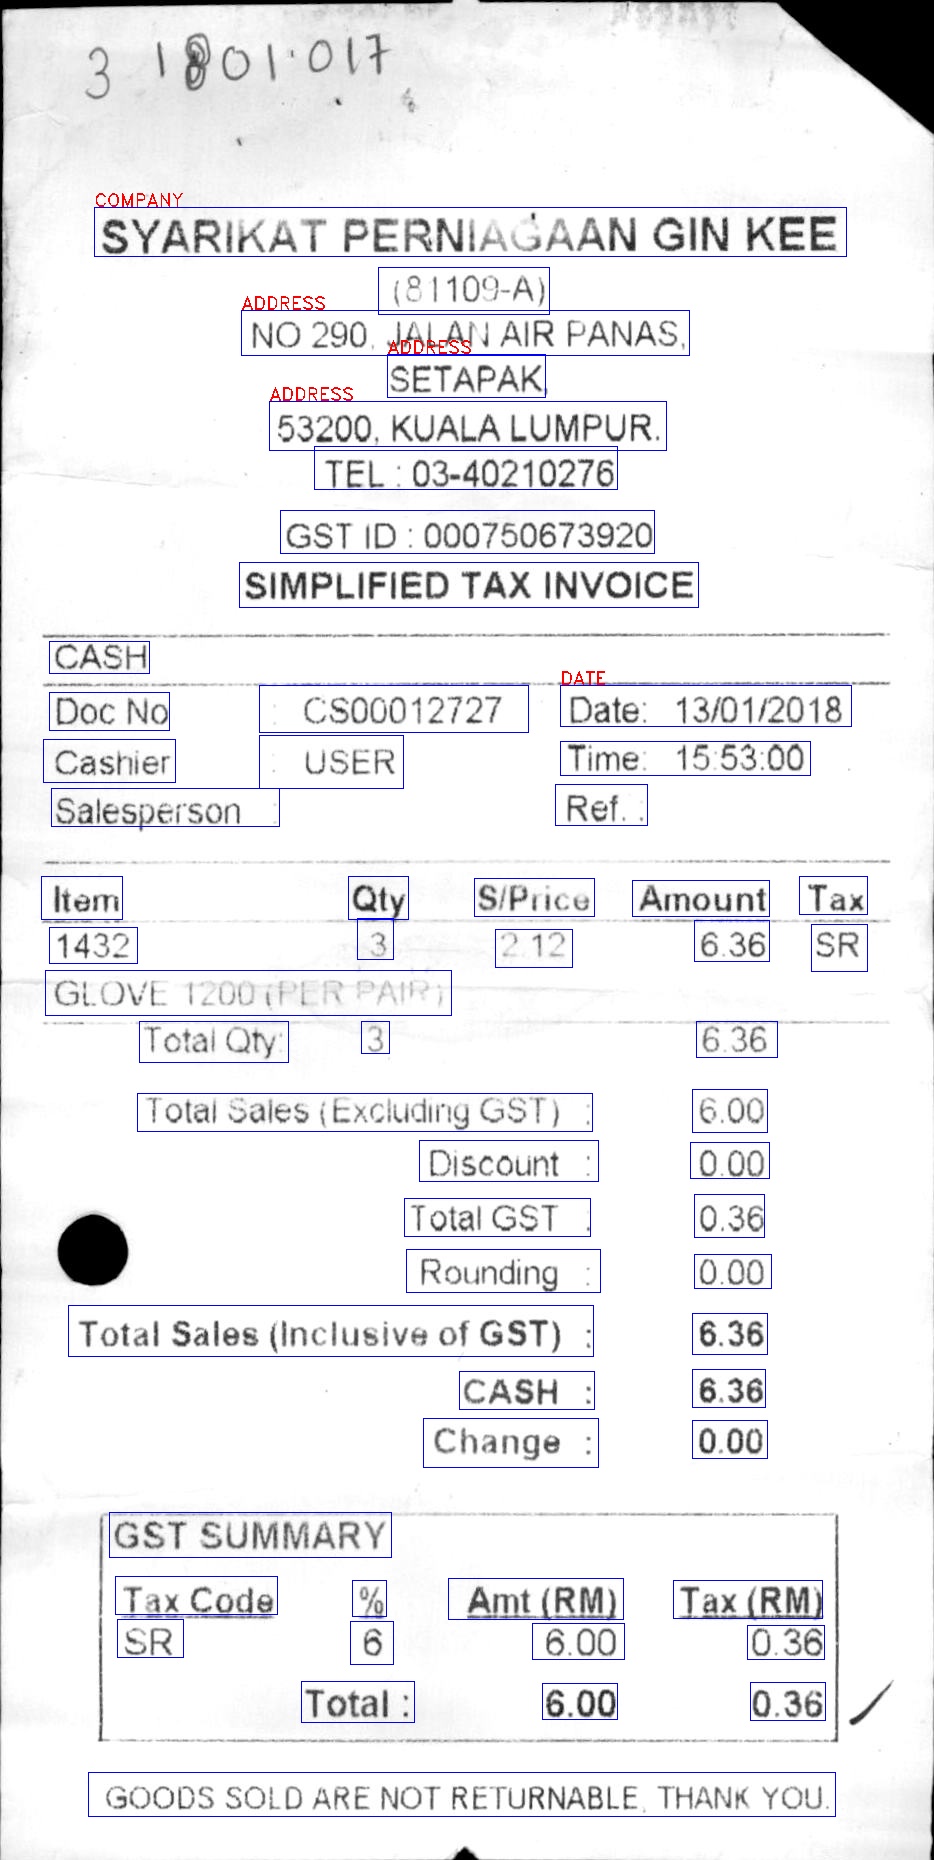 3 1801.017
COMPANY
SYARIKAT PERNIAGAAN GIN KEE
(81109-A)
ADDRESS
NO 290, JALAN AIR PANAS,
ADDRESS
SETAPAK,
ADDRESS
53200, KUALA LUMPUR.
TEL : 03-40210276
GST ID : 000750673920
SIMPLIFIED TAX INVOICE
CASH
DATE
Doc No : CS00012727 Date: 13/01/2018
Cashier : USER Time: 15:53:00
Salesperson : Ref. :
Item Qty S/Price Amount Tax
1432 3 2.12 6.36 SR
GLOVE 1200 (PER PAIR)
Total Qty: 3 6.36
Total Sales (Excluding GST) : 6.00
Discount : 0.00
Total GST : 0.36
Rounding : 0.00
Total Sales (Inclusive of GST) : 6.36
CASH : 6.36
Change : 0.00
GST SUMMARY
Tax Code % Amt (RM) Tax (RM)
SR 6 6.00 0.36
Total : 6.00 0.36
GOODS SOLD ARE NOT RETURNABLE, THANK YOU.